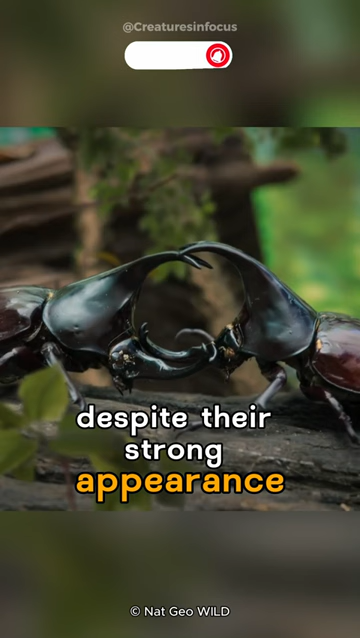 @Creaturesinfocus
despite their
strong
appearance
© Nat Geo WILD